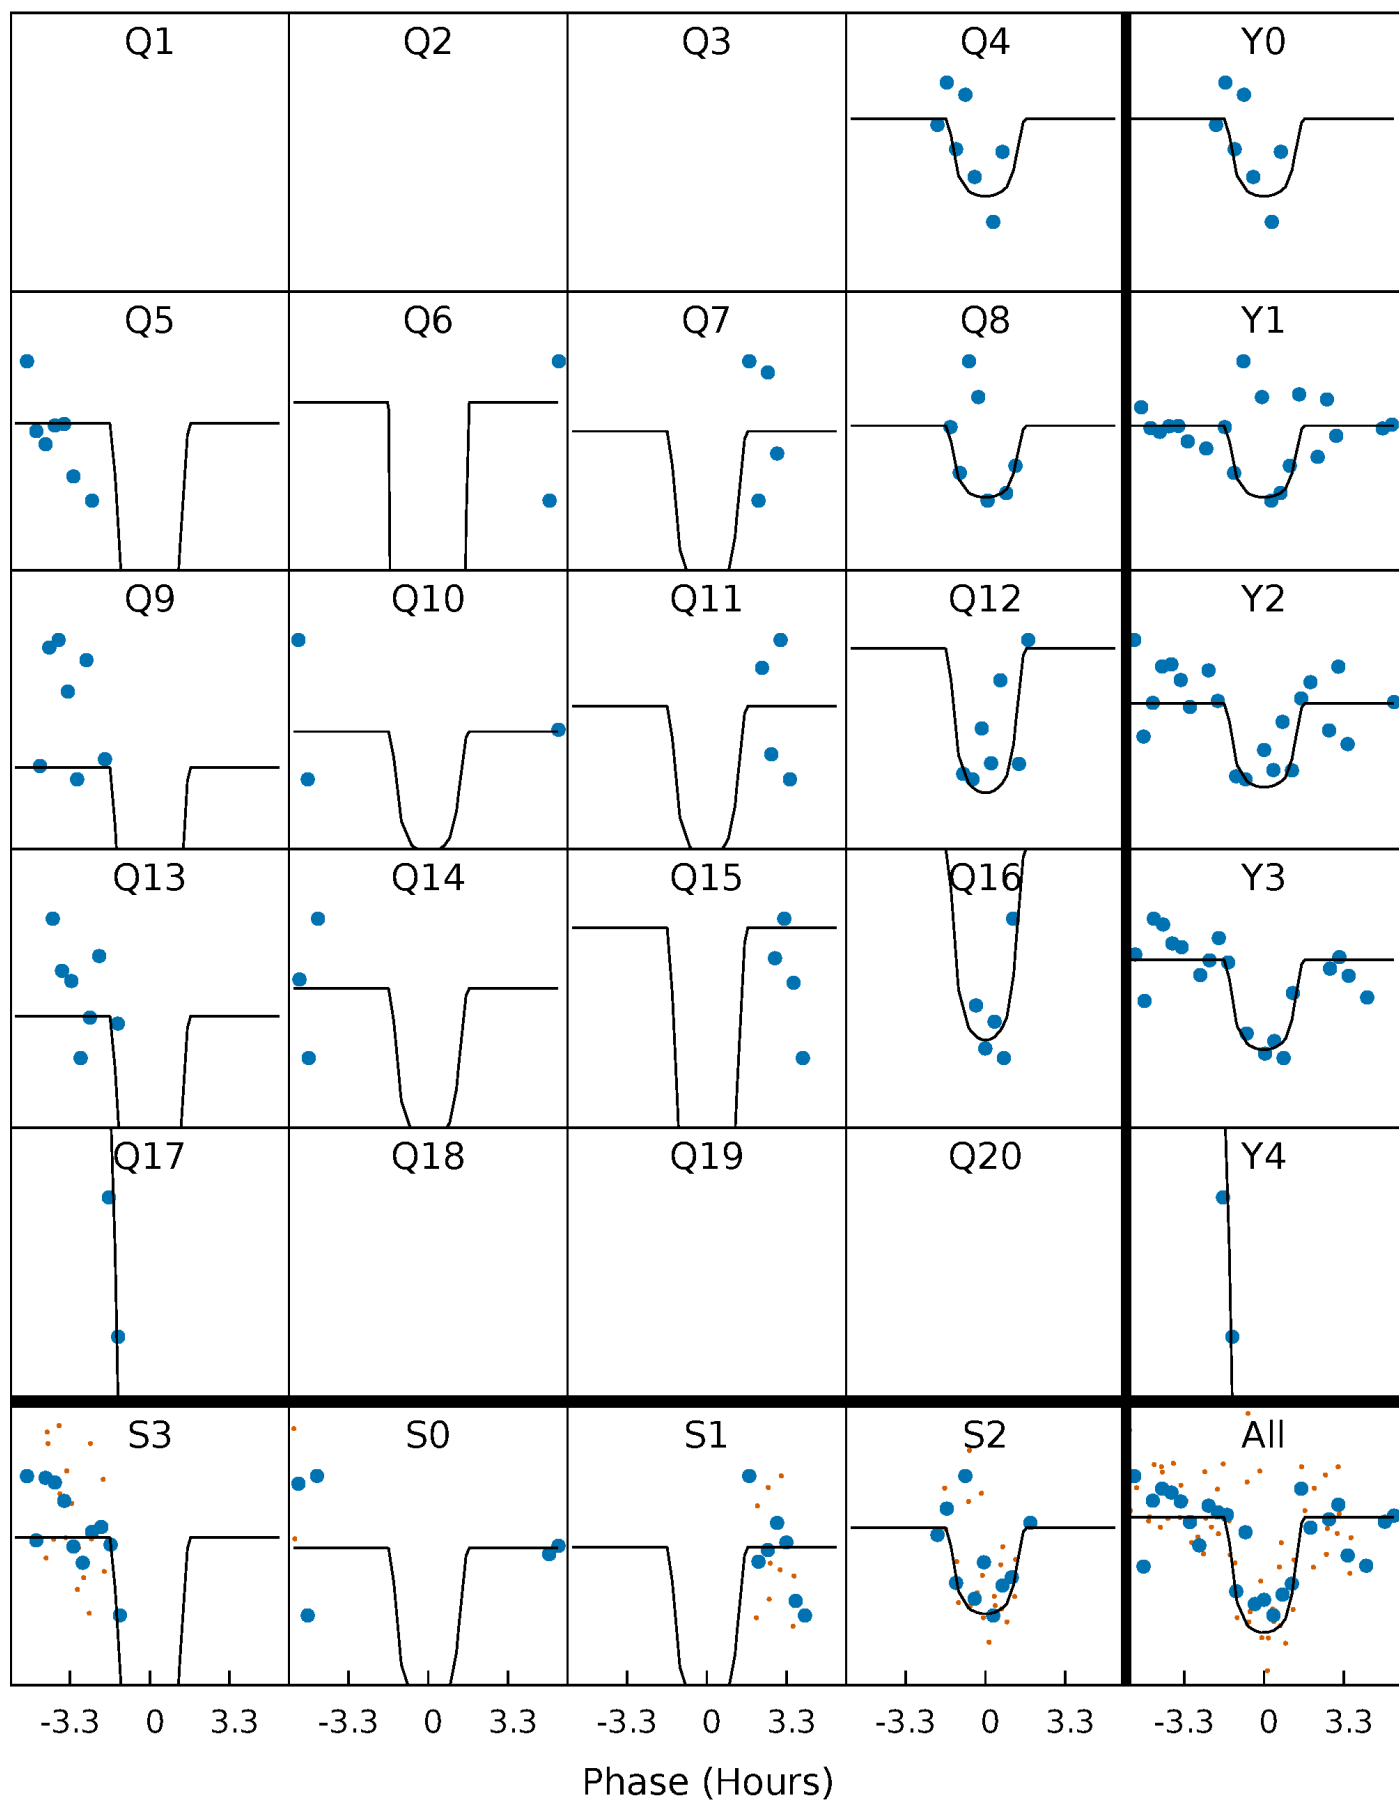 Q1 Q2 Q3 Q4 Y0
Q5 Q6 Q7 Q8 Y1
Q9 Q10 Q11 Q12 Y2
Q13 Q14 Q15 Q16 Y3
Q17 Q18 Q19 Q20 Y4
S3 S0 S1 S2 All
-3.3 0 3.3 -3.3 0 3.3 -3.3 0 3.3 -3.3 0 3.3 -3.3 0 3.3
Phase (Hours)